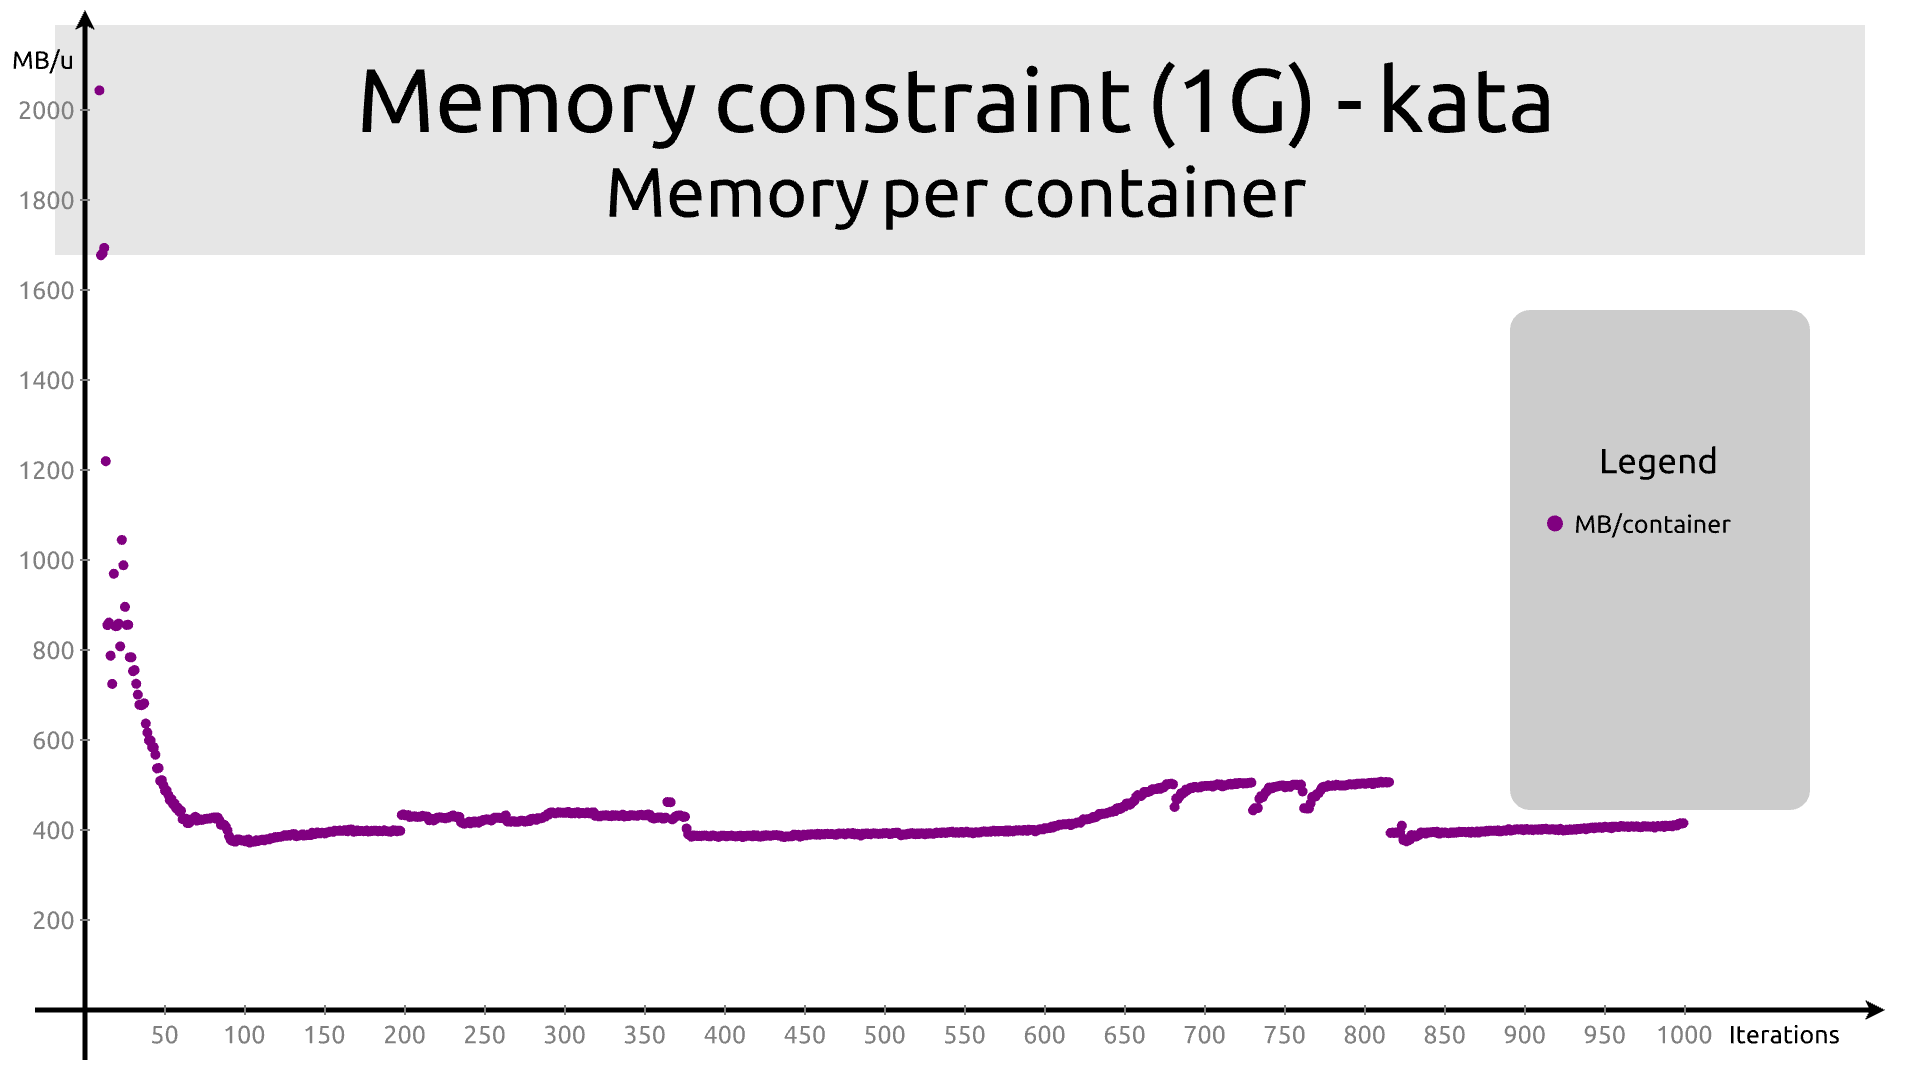 Memory constraint (1G) - kata
Memory per container
MB/u
2000
1800
1600
1400
1200
1000
800
600
400
200
Legend
MB/container
50 100 150 200 250 300 350 400 450 500 550 600 650 700 750 800 850 900 950 1000 Iterations